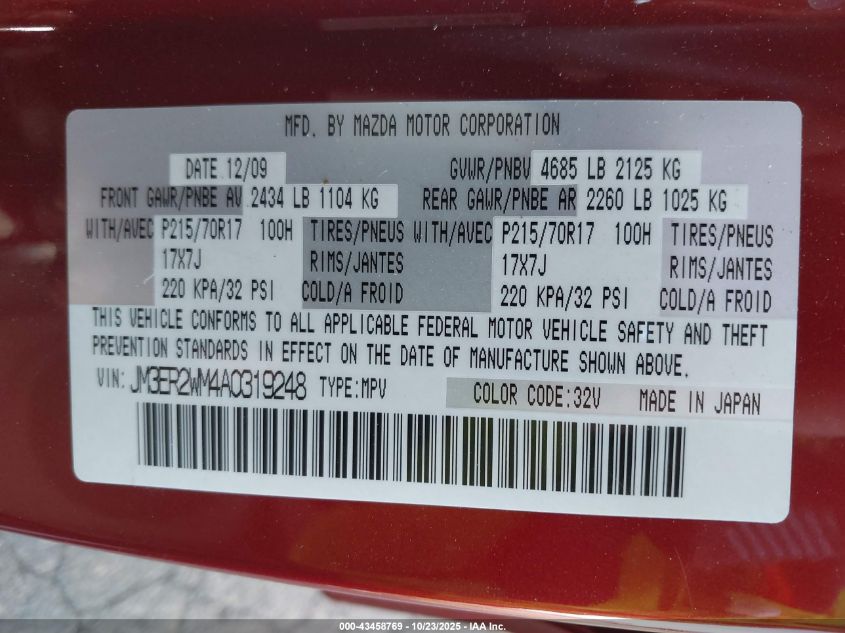 MFD. BY MAZDA MOTOR CORPORATION
DATE 12/09 GVWR/PNBV 4685 LB 2125 KG
FRONT GAWR/PNBE AV 2434 LB 1104 KG REAR GAWR/PNBE AR 2260 LB 1025 KG
WITH/AVEC P215/70R17 100H TIRES/PNEUS WITH/AVEC P215/70R17 100H TIRES/PNEUS
17X7J RIMS/JANTES 17X7J RIMS/JANTES
220 KPA/32 PSI COLD/A FROID 220 KPA/32 PSI COLD/A FROID
THIS VEHICLE CONFORMS TO ALL APPLICABLE FEDERAL MOTOR VEHICLE SAFETY AND THEFT
PREVENTION STANDARDS IN EFFECT ON THE DATE OF MANUFACTURE SHOWN ABOVE.
VIN: JM3ER2WM4A0319248 TYPE:MPV COLOR CODE:32V MADE IN JAPAN
000-43458769 - 10/23/2025 - IAA Inc.